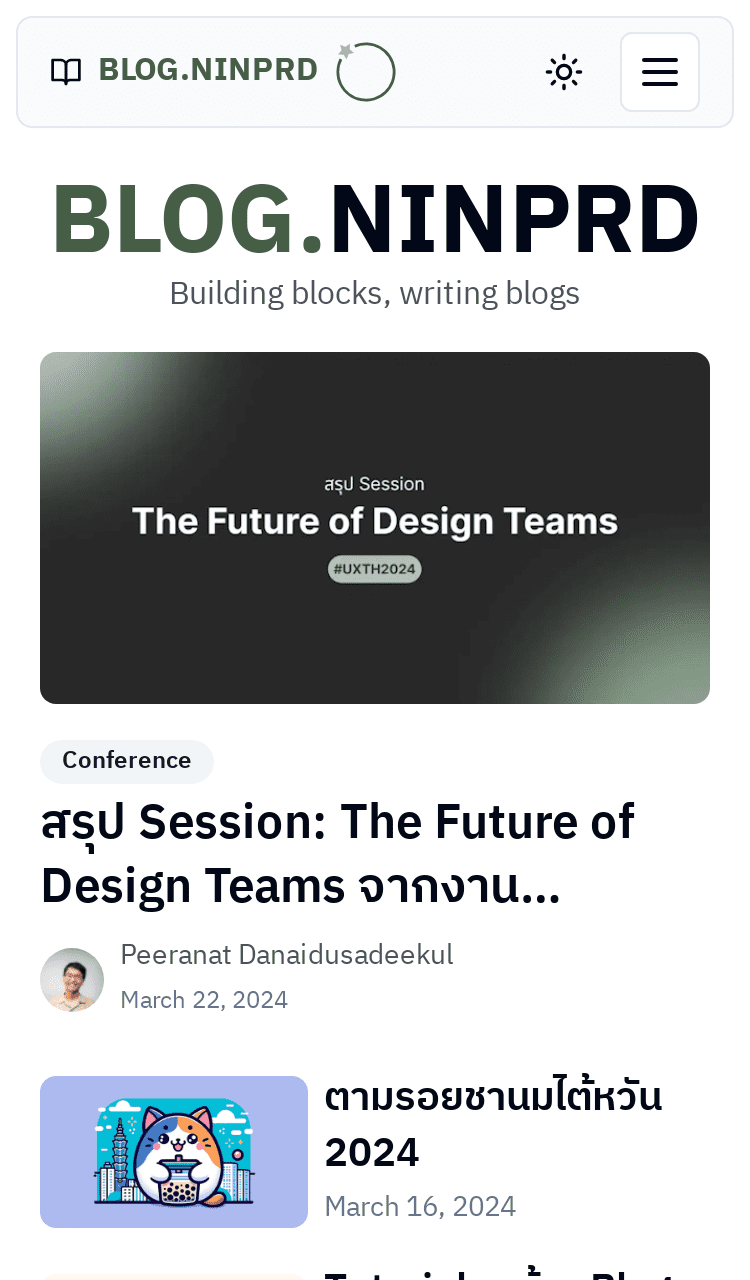 BLOG.NINPRD
BLOG.NINPRD
Building blocks, writing blogs
สรุป Session
The Future of Design Teams
#UXTH2024
Conference
สรุป Session: The Future of
Design Teams จากงาน...
Peeranat Danaidusadeekul
March 22, 2024
ตามรอยชานมไต้หวัน
2024
March 16, 2024